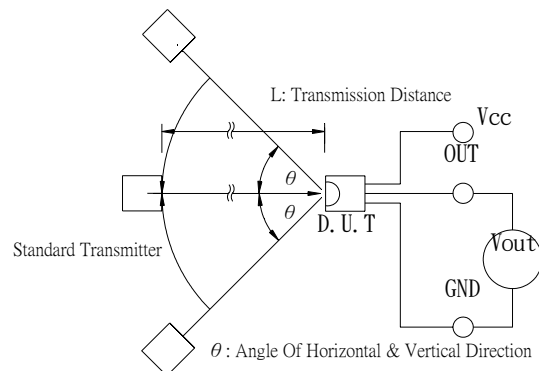 L: Transmission Distance
Vcc
OUT
θ
θ
D.U.T
Standard Transmitter
Vout
GND
θ : Angle Of Horizontal & Vertical Direction